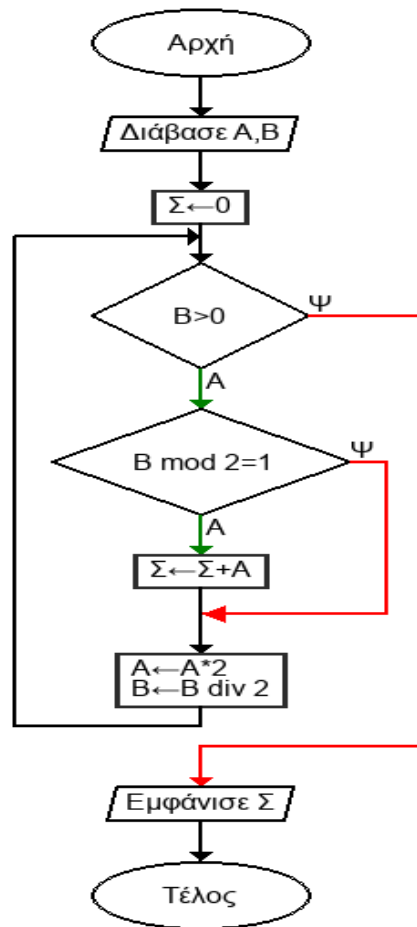 Αρχή
Διάβασε Α,Β
Σ←0
Β>0
Ψ
Α
Β mod 2=1
Ψ
Α
Σ←Σ+Α
Α←Α*2
Β←Β div 2
Εμφάνισε Σ
Τέλος